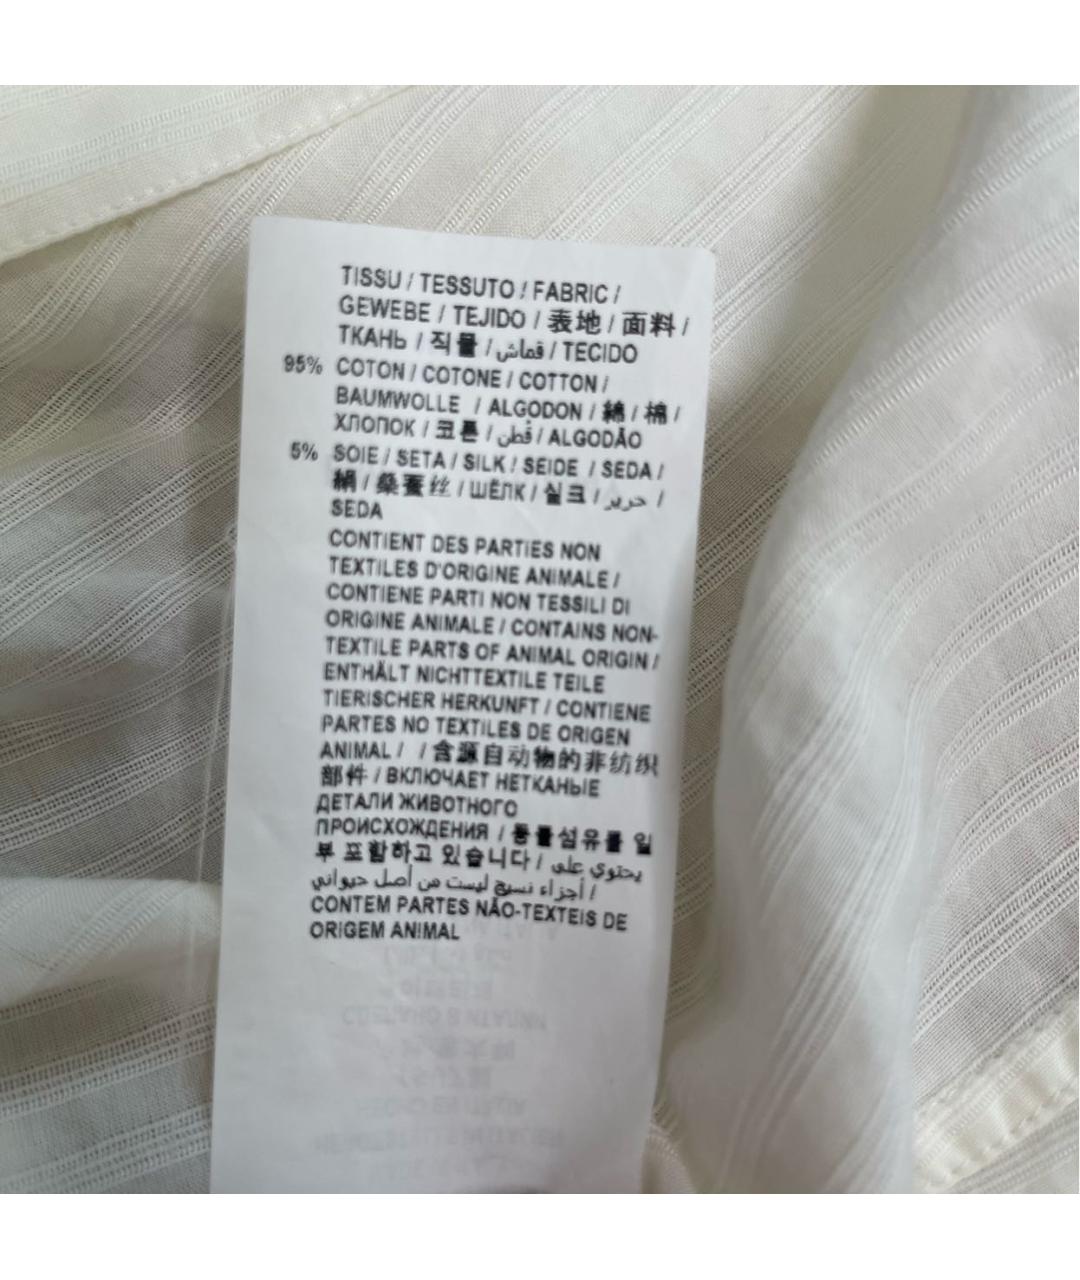 TISSU / TESSUTO / FABRIC /
GEWEBE / TEJIDO / 表地 / 面料 /
ТКАНЬ / 직물 / قماش / TECIDO
95% COTON / COTONE / COTTON /
BAUMWOLLE / ALGODON / 綿 / 棉 /
ХЛОПОК / 코튼 / قُطن / ALGODÃO
5% SOIE / SETA / SILK / SEIDE / SEDA /
絹 / 桑蚕丝 / ШЁЛК / 실크 / حرير /
SEDA
CONTIENT DES PARTIES NON
TEXTILES D'ORIGINE ANIMALE /
CONTIENE PARTI NON TESSILI DI
ORIGINE ANIMALE / CONTAINS NON-
TEXTILE PARTS OF ANIMAL ORIGIN /
ENTHÄLT NICHTTEXTILE TEILE
TIERISCHER HERKUNFT / CONTIENE
PARTES NO TEXTILES DE ORIGEN
ANIMAL / / 含源自动物的非纺织
部件 / ВКЛЮЧАЕТ НЕТКАНЫЕ
ДЕТАЛИ ЖИВОТНОГО
ПРОИСХОЖДЕНИЯ / 동물섬유를 일
부 포함하고 있습니다 / يحتوي على
أجزاء نسيج ليست من أصل حيواني /
CONTEM PARTES NÃO-TEXTEIS DE
ORIGEM ANIMAL